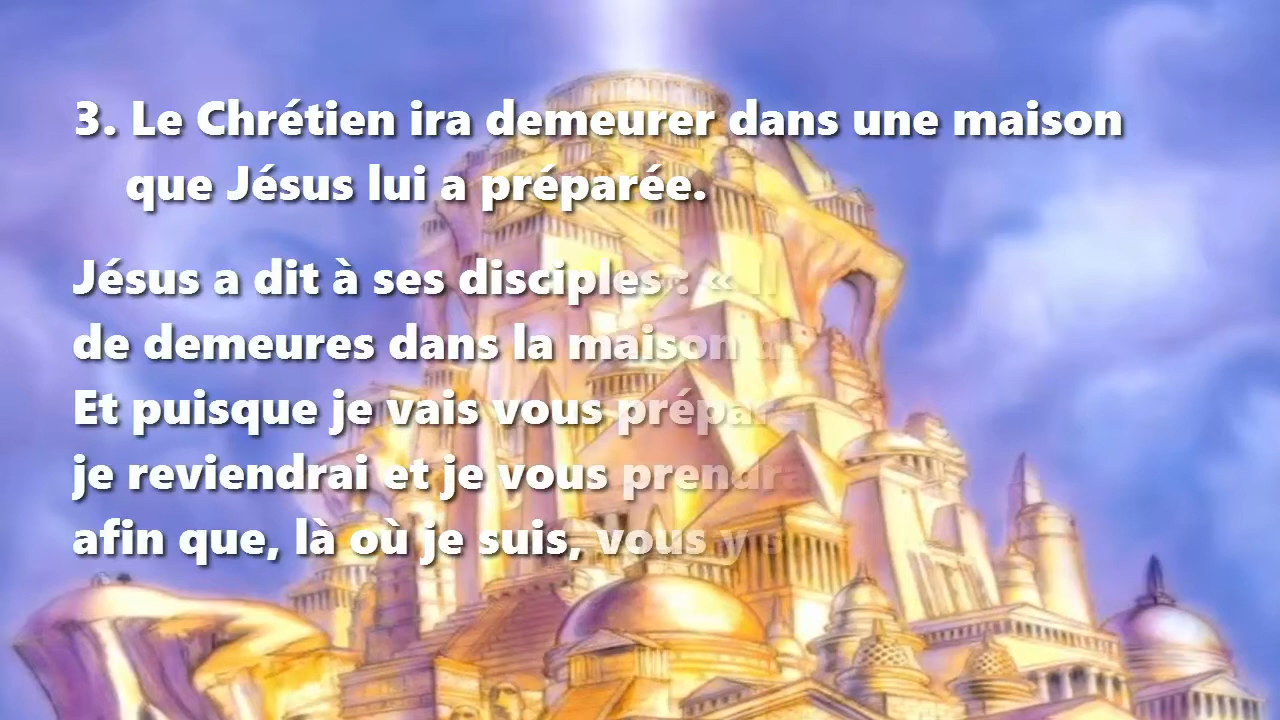 3. Le Chrétien ira demeurer dans une maison
que Jésus lui a préparée.
Jésus a dit à ses disciples : «
de demeures dans la maison
Et puisque je vais vous
je reviendrai et je vous
afin que, là où je suis, vous